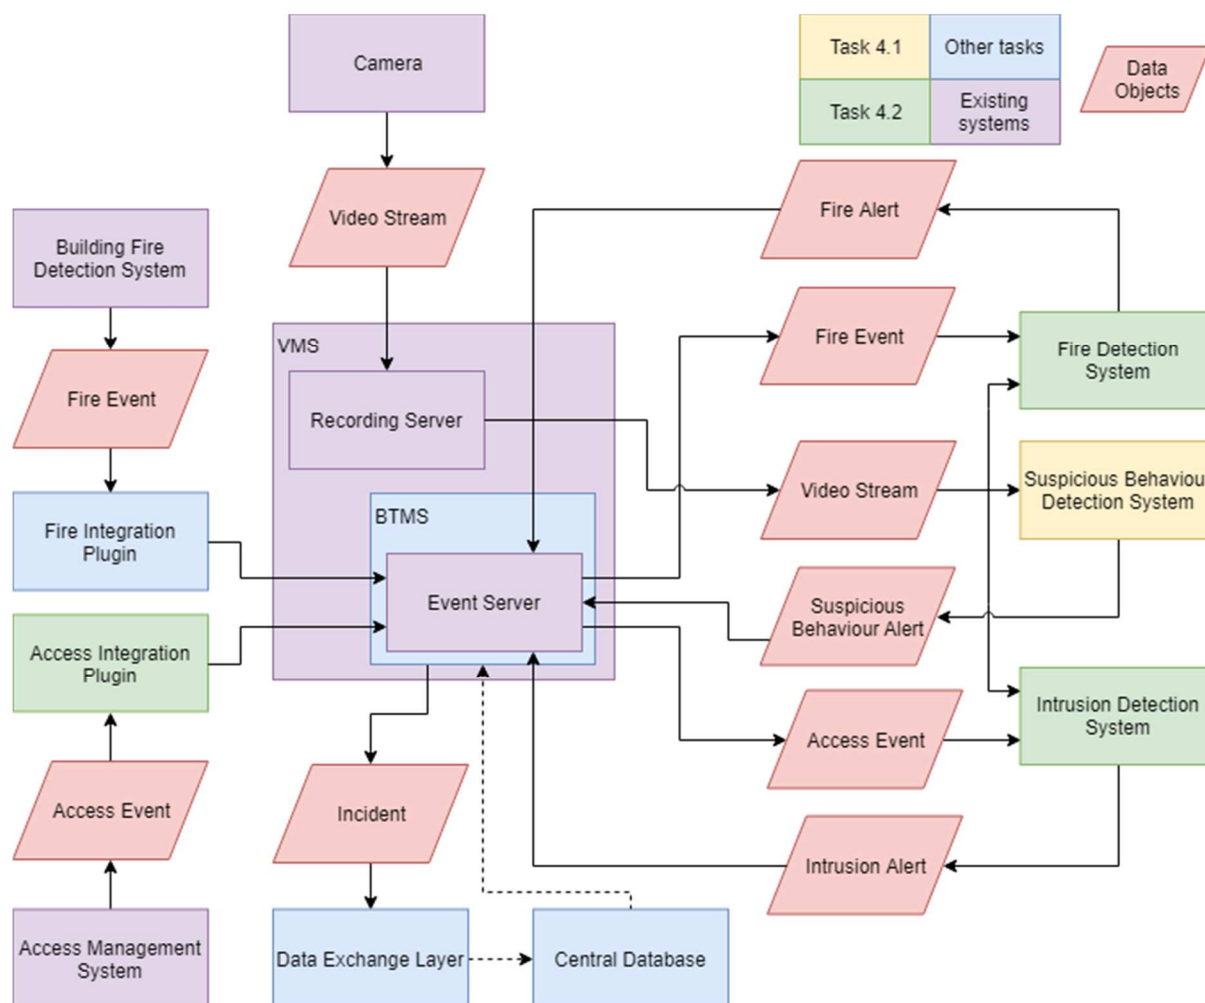 Camera
Task 4.1
Other tasks
Data
Objects
Task 4.2
Existing
systems
Video Stream
Fire Alert
Building Fire
Detection System
VMS
Fire Event
Fire Detection
System
Fire Event
Recording Server
Video Stream
Suspicious Behaviou
Detection System
BTMS
Fire Integration
Plugin
Event Server
Suspicious
Behaviour Alert
Access Integration
Plugin
Access Event
Intrusion Detection
System
Access Event
Incident
Intrusion Alert
Access Management
System
Data Exchange Layer
Central Database